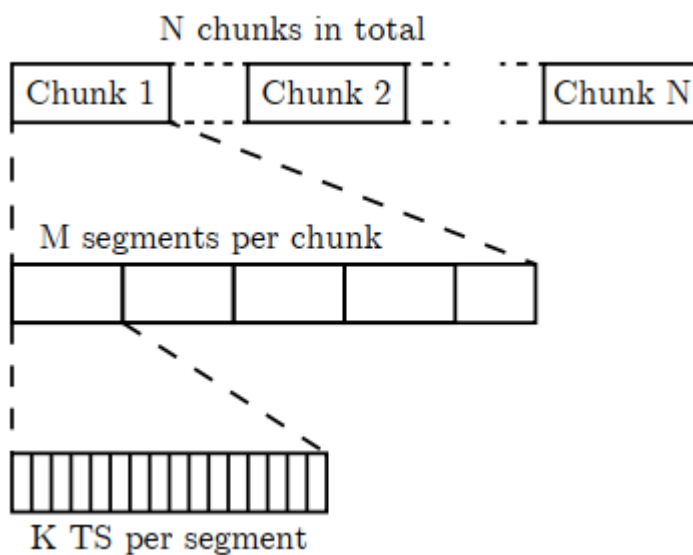 N chunks in total
Chunk 1
Chunk 2
Chunk N
M segments per chunk
K TS per segment